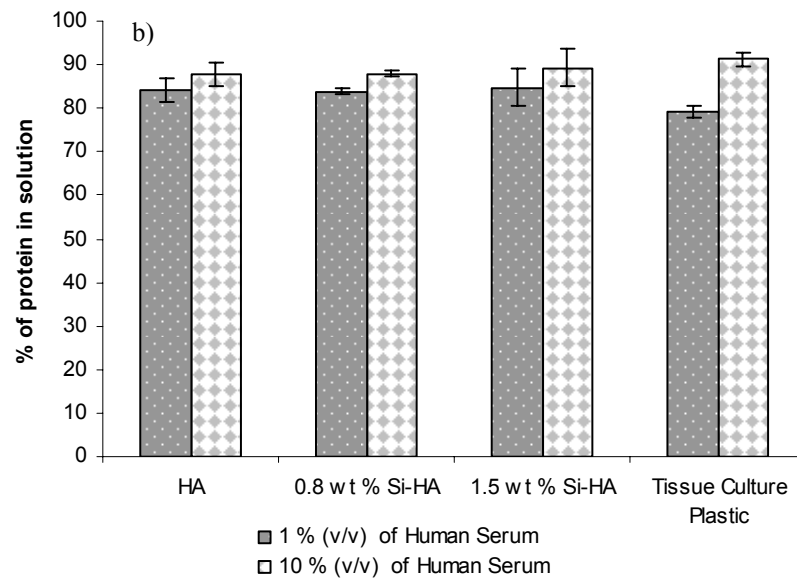 b)
% of protein in solution
100
90
80
70
60
50
40
30
20
10
0
HA
0.8 wt % Si-HA
1.5 wt % Si-HA
Tissue Culture
Plastic
1 % (v/v) of Human Serum
10 % (v/v) of Human Serum